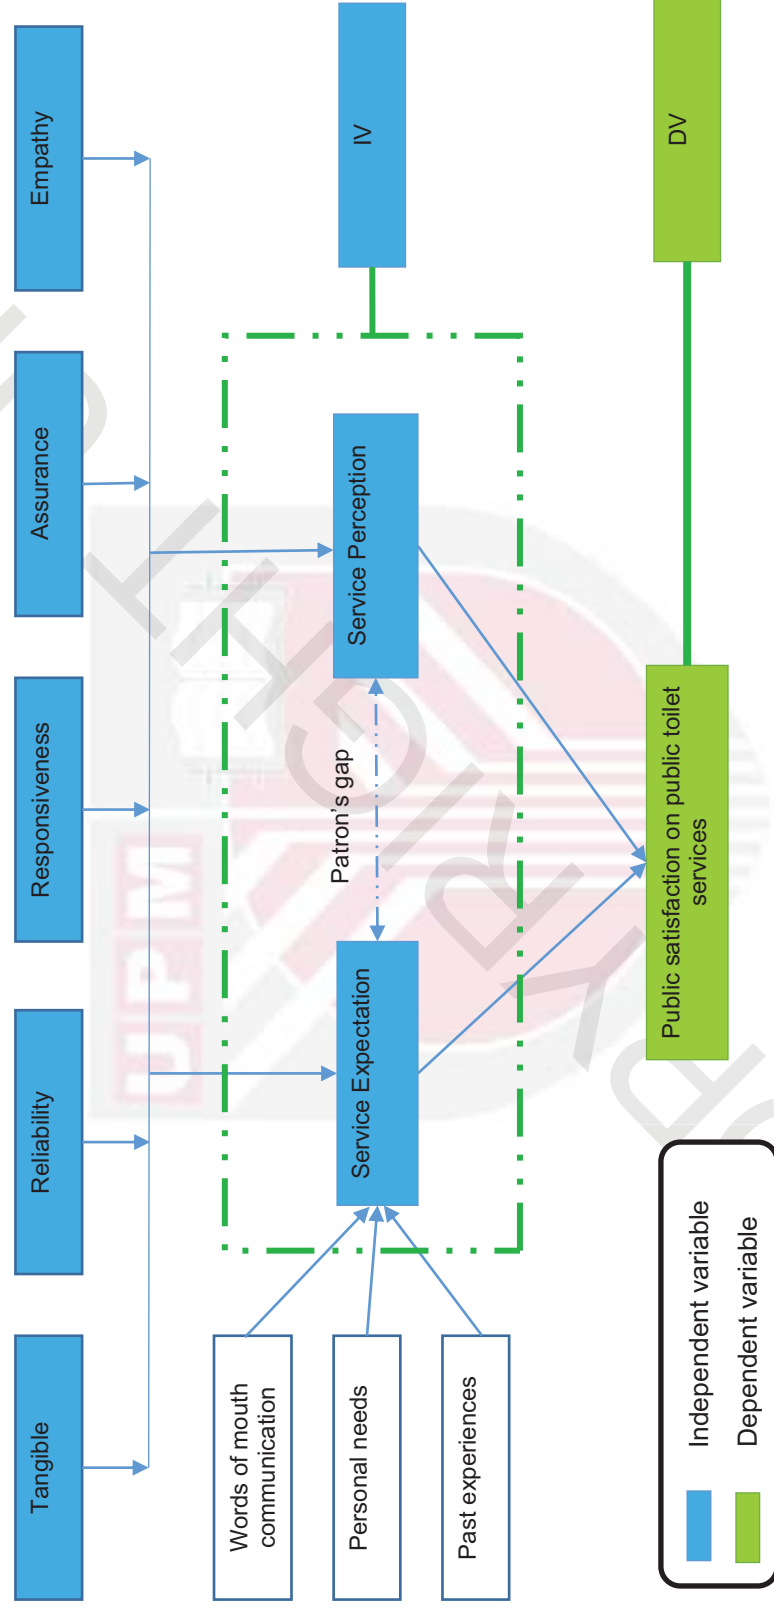 Tangible
Reliability
Responsiveness
Assurance
Empathy
Words of mouth
communication
Personal needs
Past experiences
Service Expectation
Patron's gap
Service Perception
IV
Public satisfaction on public toilet
services
DV
Independent variable
Dependent variable
UPM